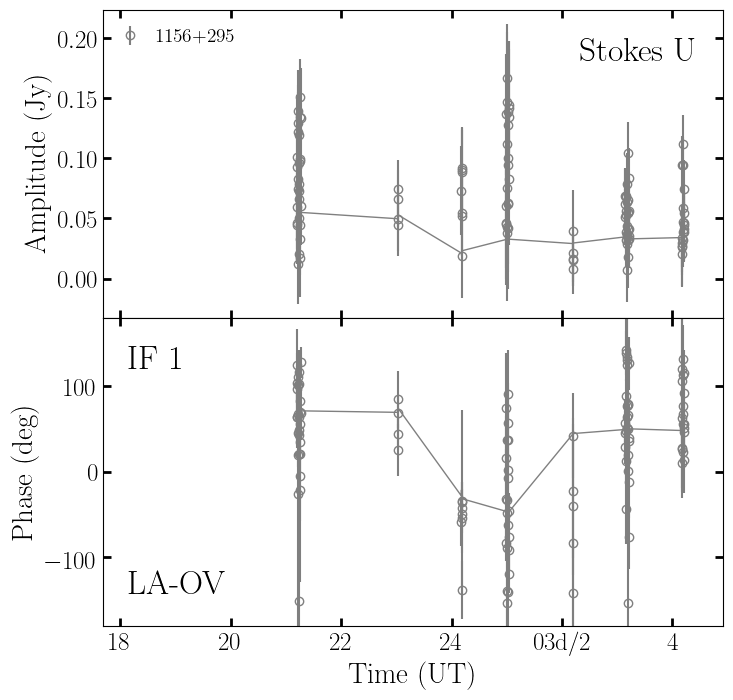 1156+295
Stokes U
0.20
0.15
0.10
0.05
0.00
Amplitude (Jy)
IF 1
100
0
−100
Phase (deg)
LA-OV
18 20 22 24 03d/2 4
Time (UT)